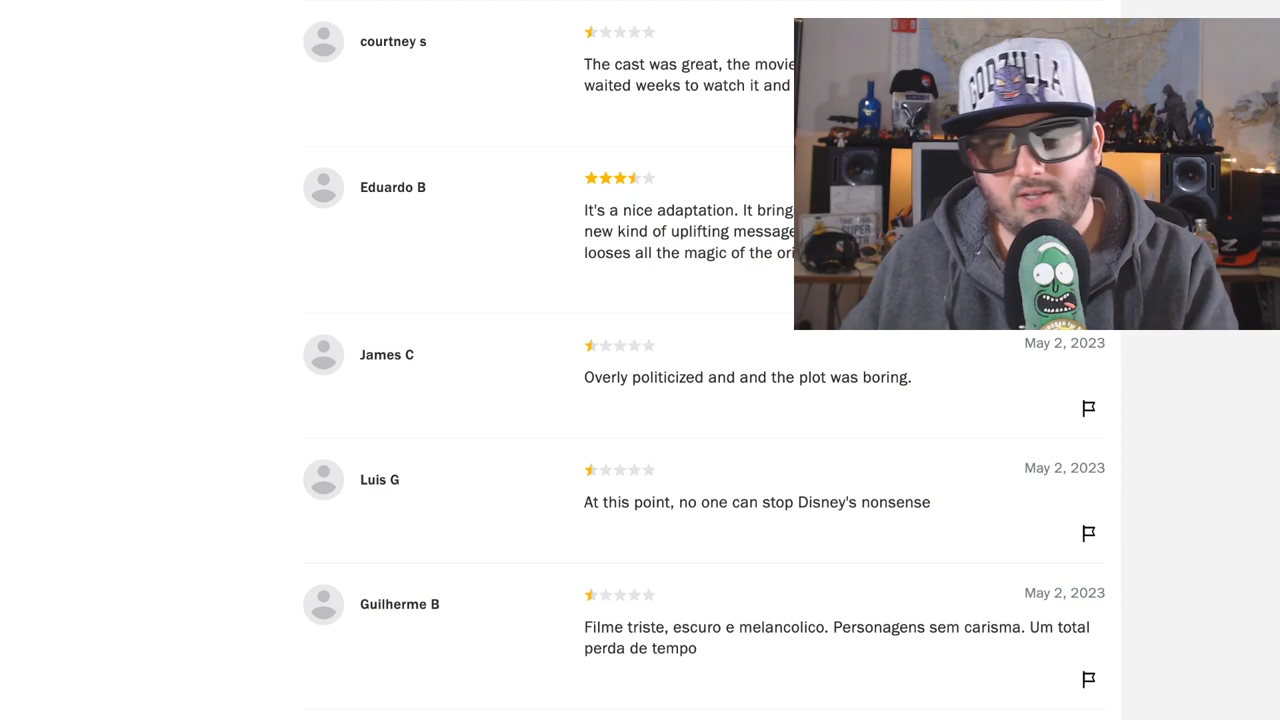 courtney s
The cast was great, the movie
waited weeks to watch it and
GODZILLA
Eduardo B
It's a nice adaptation. It bring
new kind of uplifting message
looses all the magic of the ori
James C
May 2, 2023
Overly politicized and and the plot was boring.
Luis G
May 2, 2023
At this point, no one can stop Disney's nonsense
Guilherme B
May 2, 2023
Filme triste, escuro e melancolico. Personagens sem carisma. Um total
perda de tempo